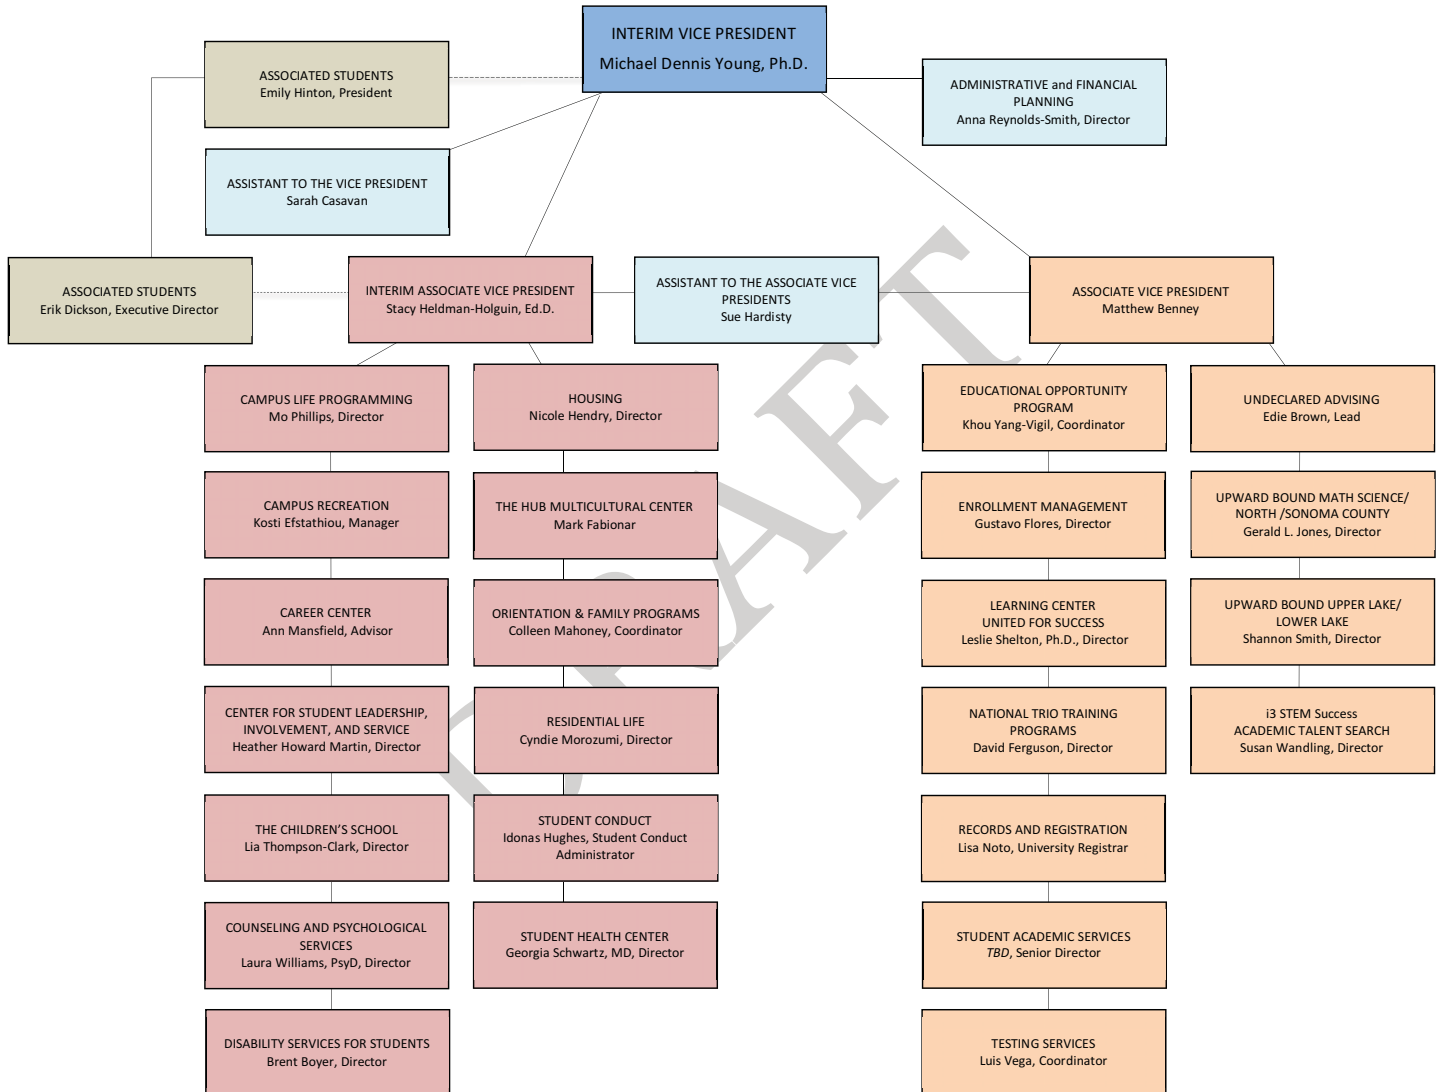 INTERIM VICE PRESIDENT
Michael Dennis Young, Ph.D.
ASSOCIATED STUDENTS
Emily Hinton, President
ADMINISTRATIVE and FINANCIAL
PLANNING
Anna Reynolds-Smith, Director
ASSISTANT TO THE VICE PRESIDENT
Sarah Casavan
ASSOCIATED STUDENTS
Erik Dickson, Executive Director
INTERIM ASSOCIATE VICE PRESIDENT
Stacy Heldman-Holguin, Ed.D.
ASSISTANT TO THE ASSOCIATE VICE
PRESIDENTS
Sue Hardisty
ASSOCIATE VICE PRESIDENT
Matthew Benney
CAMPUS LIFE PROGRAMMING
Mo Phillips, Director
CAMPUS RECREATION
Kosti Efstathiou, Manager
CAREER CENTER
Ann Mansfield, Advisor
CENTER FOR STUDENT LEADERSHIP,
INVOLVEMENT, AND SERVICE
Heather Howard Martin, Director
THE CHILDREN’S SCHOOL
Lia Thompson-Clark, Director
COUNSELING AND PSYCHOLOGICAL
SERVICES
Laura Williams, PsyD, Director
DISABILITY SERVICES FOR STUDENTS
Brent Boyer, Director
HOUSING
Nicole Hendry, Director
THE HUB MULTICULTURAL CENTER
Mark Fabionar
ORIENTATION & FAMILY PROGRAMS
Colleen Mahoney, Coordinator
RESIDENTIAL LIFE
Cyndie Morozumi, Director
STUDENT CONDUCT
Idonas Hughes, Student Conduct
Administrator
STUDENT HEALTH CENTER
Georgia Schwartz, MD, Director
EDUCATIONAL OPPORTUNITY
PROGRAM
Khou Yang-Vigil, Coordinator
ENROLLMENT MANAGEMENT
Gustavo Flores, Director
LEARNING CENTER
UNITED FOR SUCCESS
Leslie Shelton, Ph.D., Director
NATIONAL TRIO TRAINING
PROGRAMS
David Ferguson, Director
RECORDS AND REGISTRATION
Lisa Noto, University Registrar
STUDENT ACADEMIC SERVICES
TBD, Senior Director
TESTING SERVICES
Luis Vega, Coordinator
UNDECLARED ADVISING
Edie Brown, Lead
UPWARD BOUND MATH SCIENCE/
NORTH /SONOMA COUNTY
Gerald L. Jones, Director
UPWARD BOUND UPPER LAKE/
LOWER LAKE
Shannon Smith, Director
i3 STEM Success
ACADEMIC TALENT SEARCH
Susan Wandling, Director
DRAFT